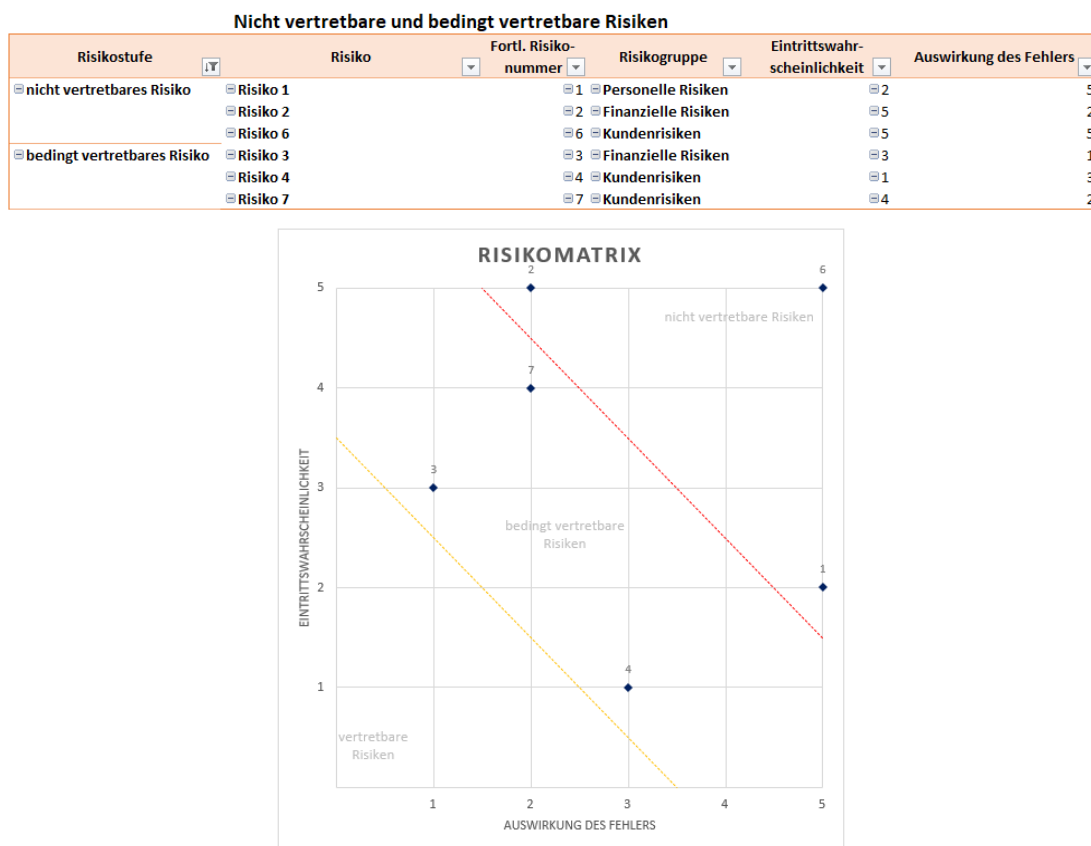 Nicht vertretbare und bedingt vertretbare Risiken
Risikostufe Risiko Fortl. Risiko- Risikogruppe Eintrittswahr- Auswirkung des Fehlers
nummer scheinlichkeit
nicht vertretbares Risiko Risiko 1 1 Personelle Risiken 2 5
Risiko 2 2 Finanzielle Risiken 5 2
Risiko 6 6 Kundenrisiken 5 5
bedingt vertretbares Risiko Risiko 3 3 Finanzielle Risiken 3 1
Risiko 4 4 Kundenrisiken 1 3
Risiko 7 7 Kundenrisiken 4 2
RISIKOMATRIX
2 6
5
nicht vertretbare Risiken
7
4
3
3
bedingt vertretbare
Risiken
1
2
4
1
vertretbare
Risiken
EINTRITTSWAHRSCHEINLICHKEIT
1 2 3 4 5
AUSWIRKUNG DES FEHLERS